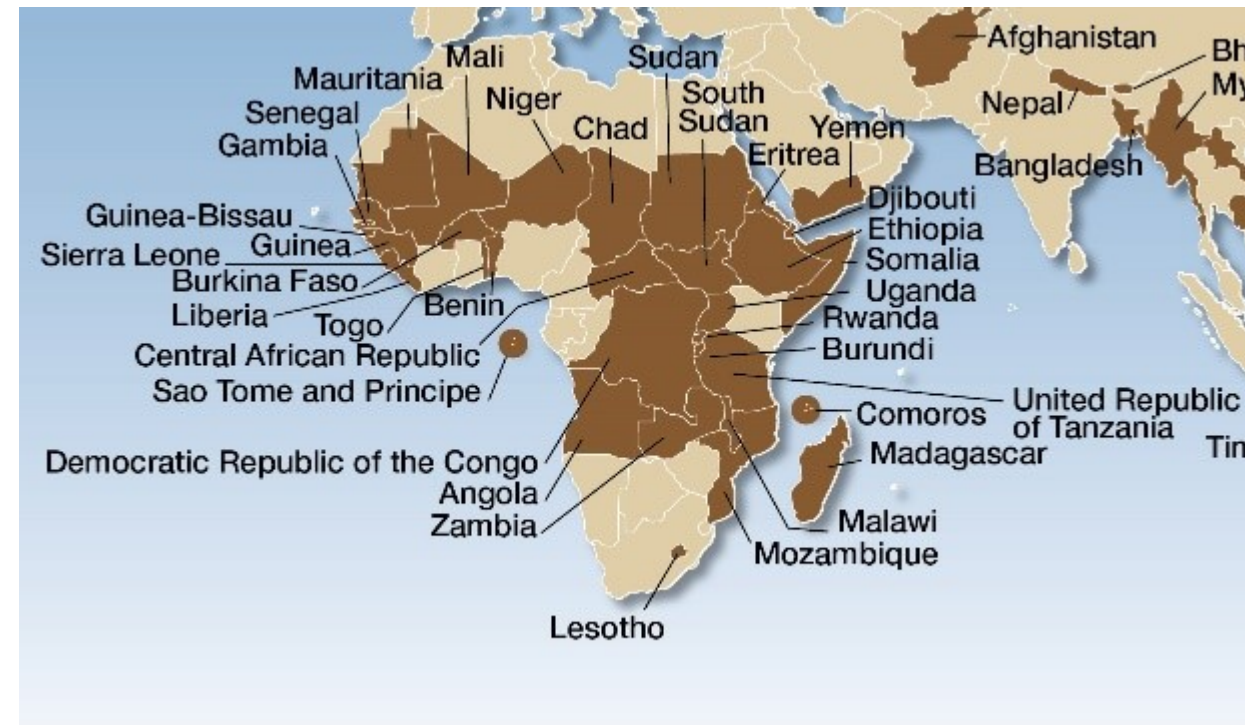 Mali
Sudan
Afghanistan
Mauritania
Niger
South
Sudan
Nepal
Senegal
Chad
Yemen
Gambia
Eritrea
Bangladesh
Djibouti
Guinea-Bissau
Ethiopia
Sierra Leone
Guinea
Somalia
Burkina Faso
Uganda
Liberia
Togo
Benin
Rwanda
Central African Republic
Burundi
Sao Tome and Principe
Comoros
United Republic
of Tanzania
Madagascar
Democratic Republic of the Congo
Angola
Zambia
Malawi
Mozambique
Lesotho
Bh
My
Tin